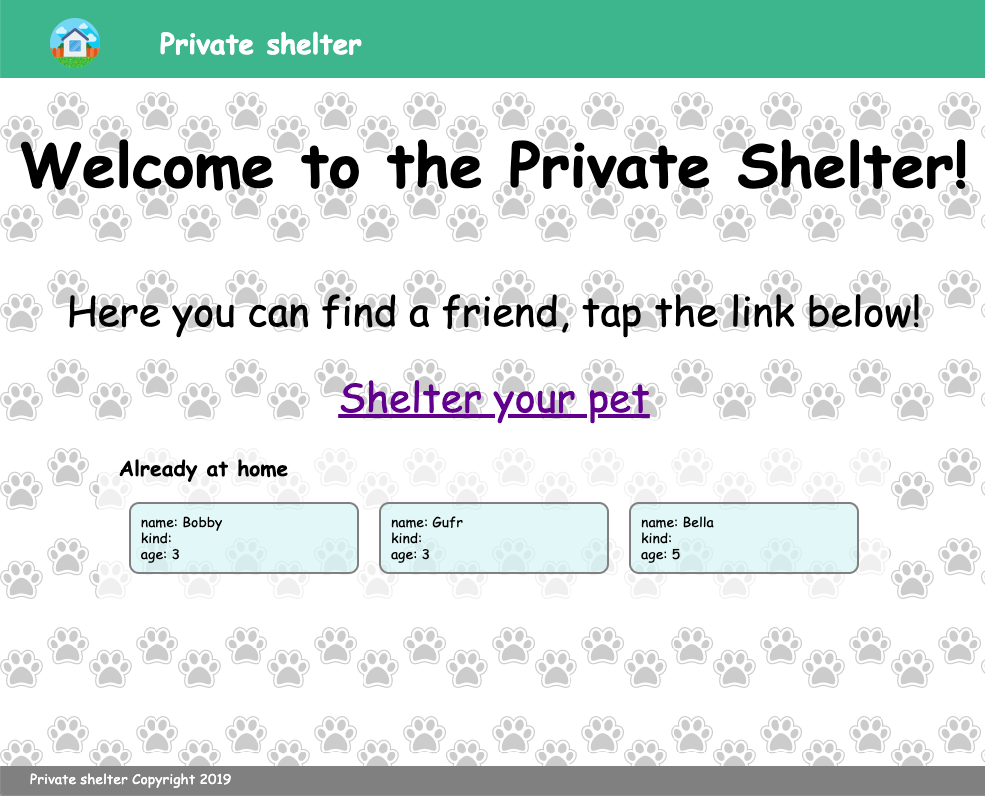 Private shelter
Welcome to the Private Shelter!
Here you can find a friend, tap the link below!
Shelter your pet
Already at home
name: Bobby
kind:
age: 3
name: Gufr
kind:
age: 3
name: Bella
kind:
age: 5
Private shelter Copyright 2019